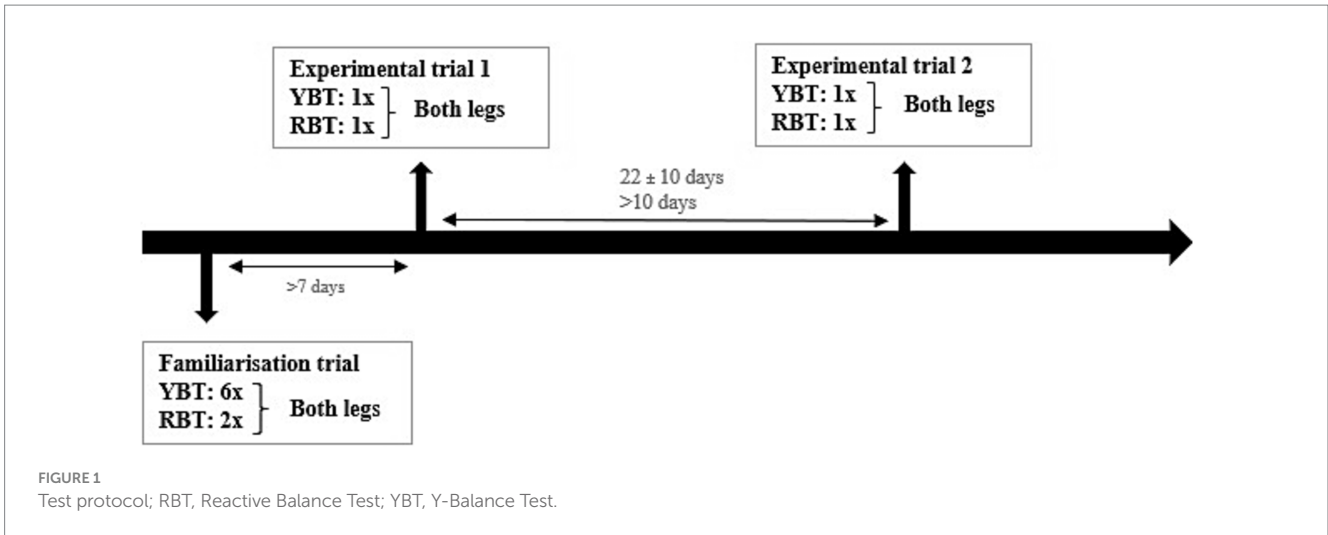 Experimental trial 1
YBT: 1x
RBT: 1x
Both legs
Experimental trial 2
YBT: 1x
RBT: 1x
Both legs
22 ± 10 days
>10 days
>7 days
Familiarisation trial
YBT: 6x
RBT: 2x
Both legs
FIGURE 1
Test protocol; RBT, Reactive Balance Test; YBT, Y-Balance Test.